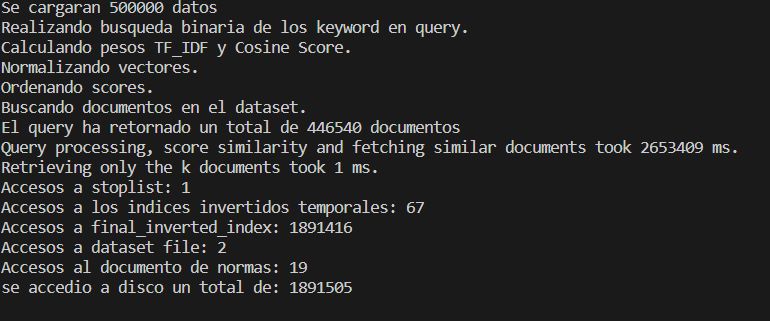 Se cargaran 500000 datos
Realizando busqueda binaria de los keyword en query.
Calculando pesos TF_IDF y Cosine Score.
Normalizando vectores.
Ordenando scores.
Buscando documentos en el dataset.
El query ha retornado un total de 446540 documentos
Query processing, score similarity and fetching similar documents took 2653409 ms.
Retrieving only the k documents took 1 ms.
Accesos a stoplist: 1
Accesos a los indices invertidos temporales: 67
Accesos a final_inverted_index: 1891416
Accesos a dataset file: 2
Accesos al documento de normas: 19
se accedio a disco un total de: 1891505